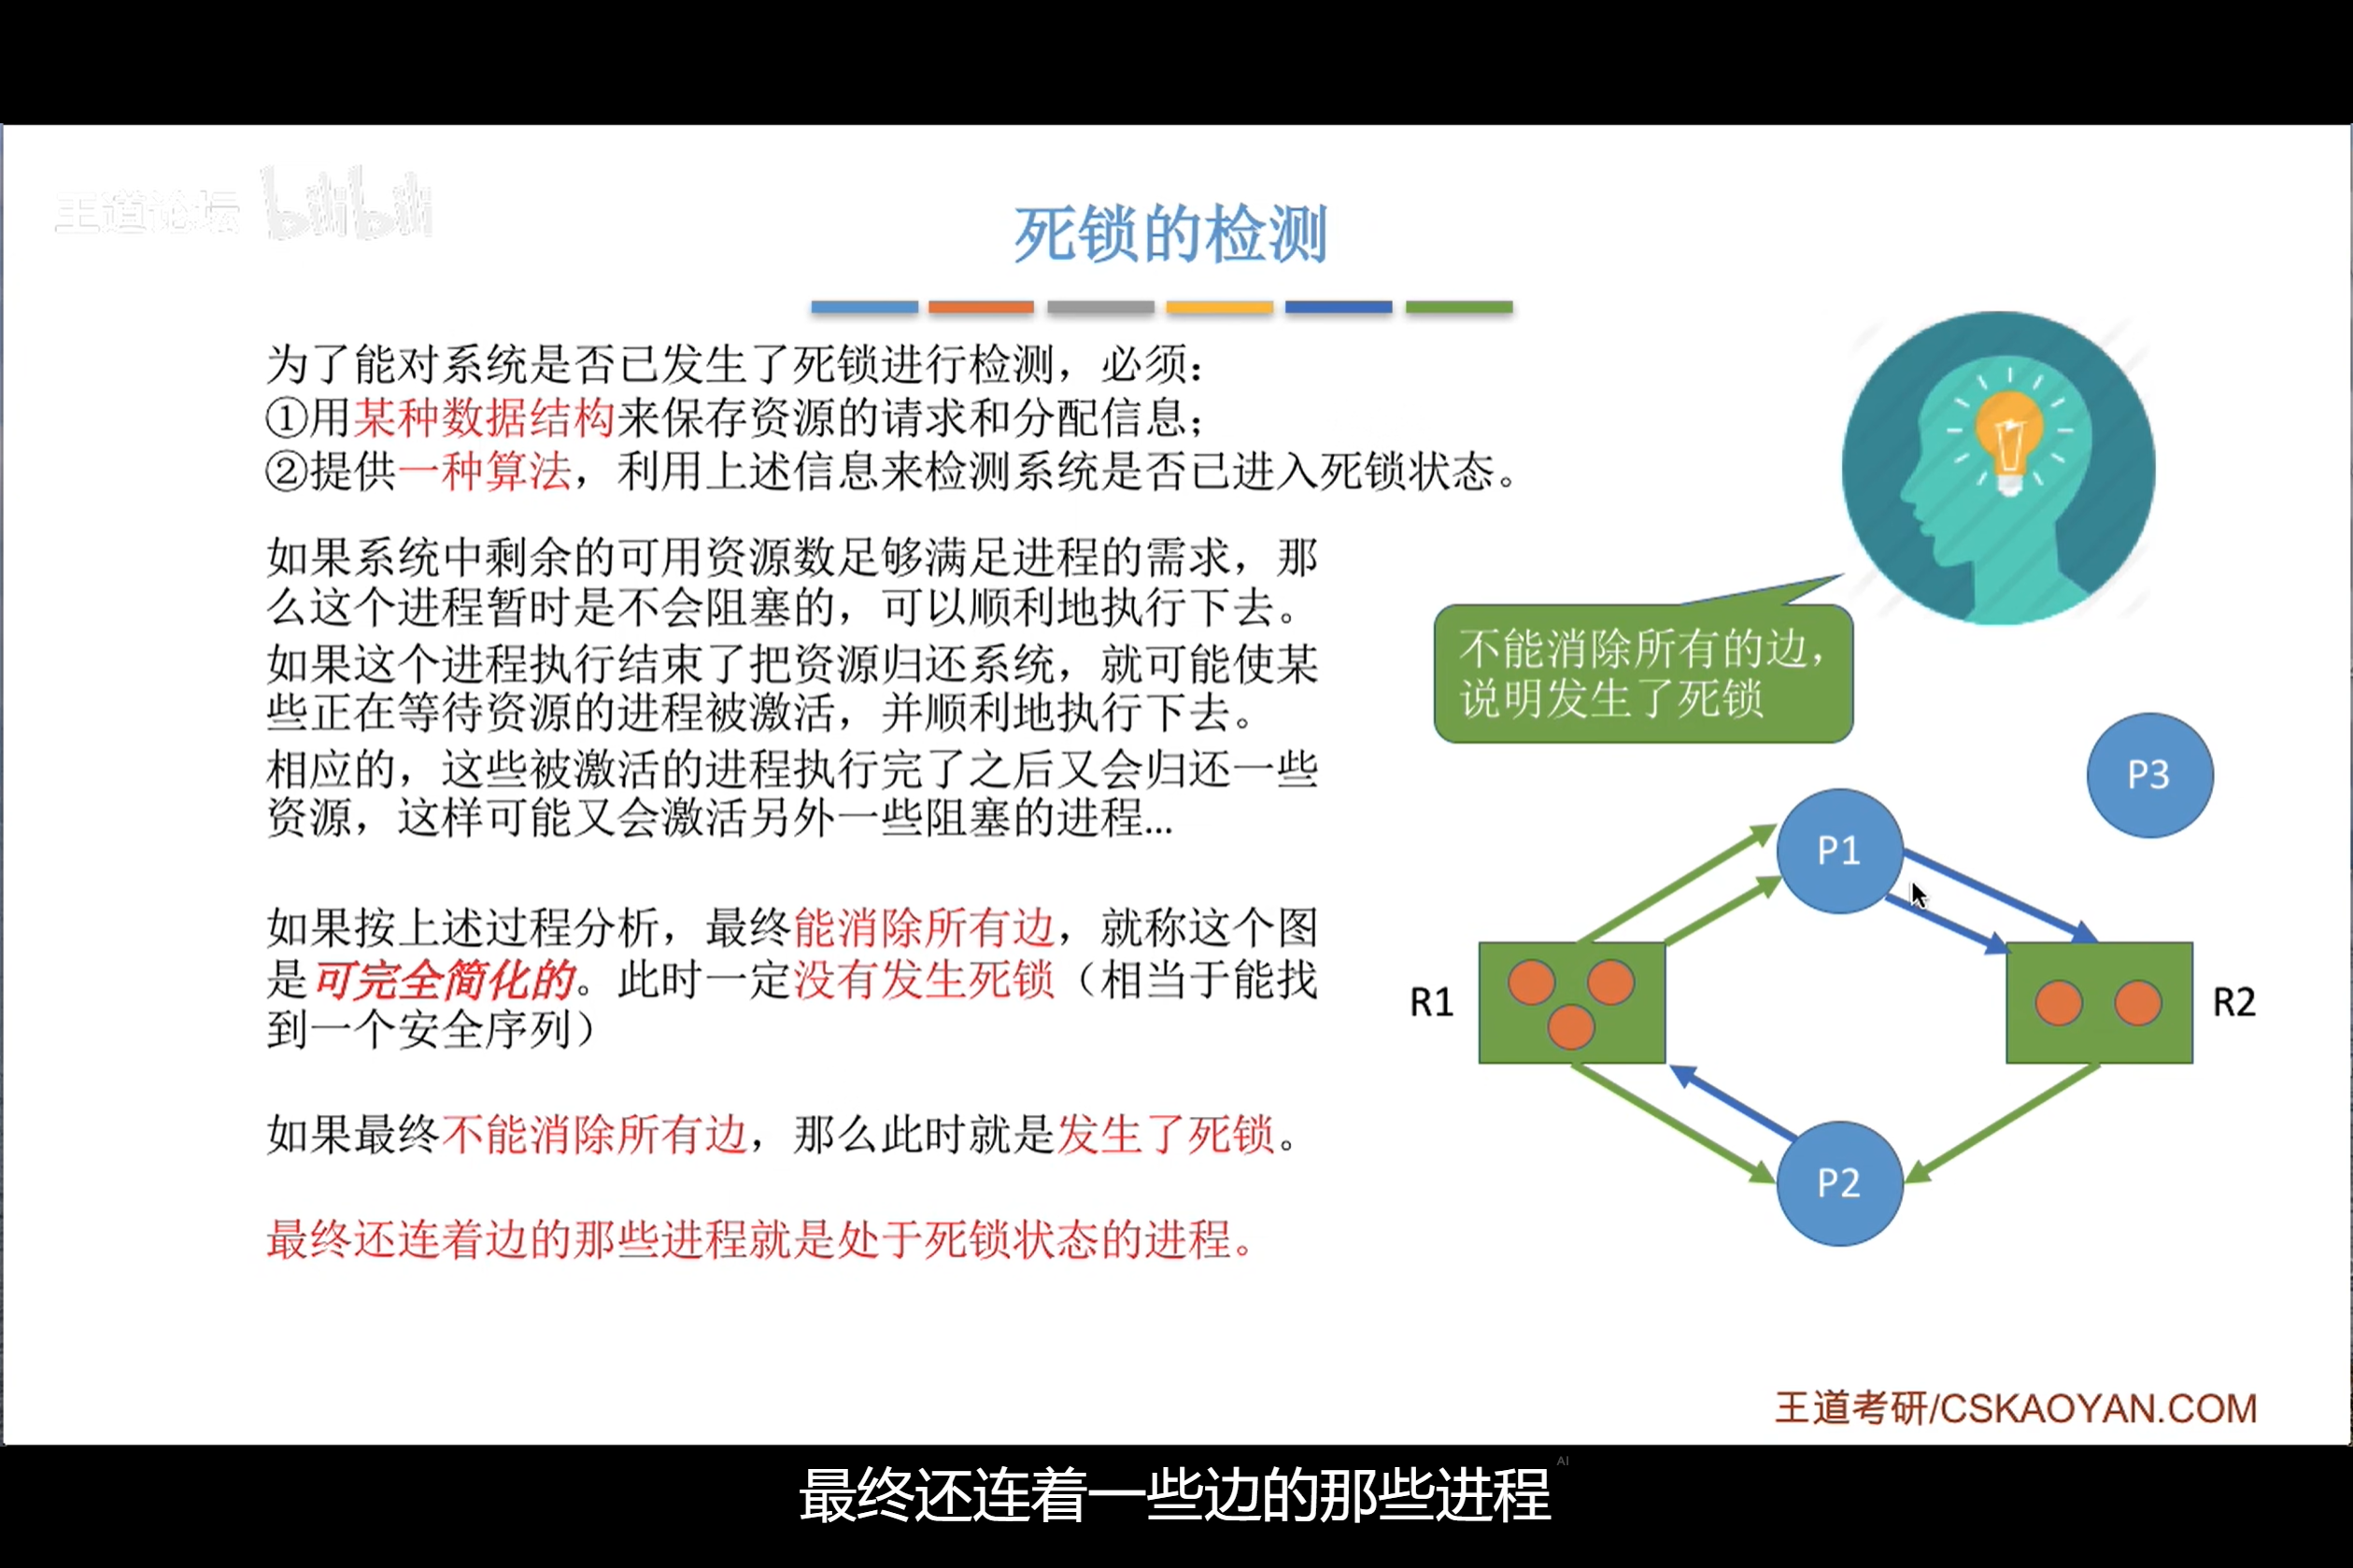 王道论坛 bilibili
死锁的检测
为了能对系统是否已发生了死锁进行检测，必须：
①用某种数据结构来保存资源的请求和分配信息；
②提供一种算法，利用上述信息来检测系统是否已进入死锁状态。
如果系统中剩余的可用资源数足够满足进程的需求，那
么这个进程暂时是不会阻塞的，可以顺利地执行下去。
如果这个进程执行结束了把资源归还系统，就可能使某
些正在等待资源的进程被激活，并顺利地执行下去。
相应的，这些被激活的进程执行完了之后又会归还一些
资源，这样可能又会激活另外一些阻塞的进程...
如果按上述过程分析，最终能消除所有边，就称这个图
是可完全简化的。此时一定没有发生死锁（相当于能找
到一个安全序列）
如果最终不能消除所有边，那么此时就是发生了死锁。
最终还连着边的那些进程就是处于死锁状态的进程。
不能消除所有的边，
说明发生了死锁
P3
P1
R1
R2
P2
王道考研/CSKAOYAN.COM
AI
最终还连着一些边的那些进程